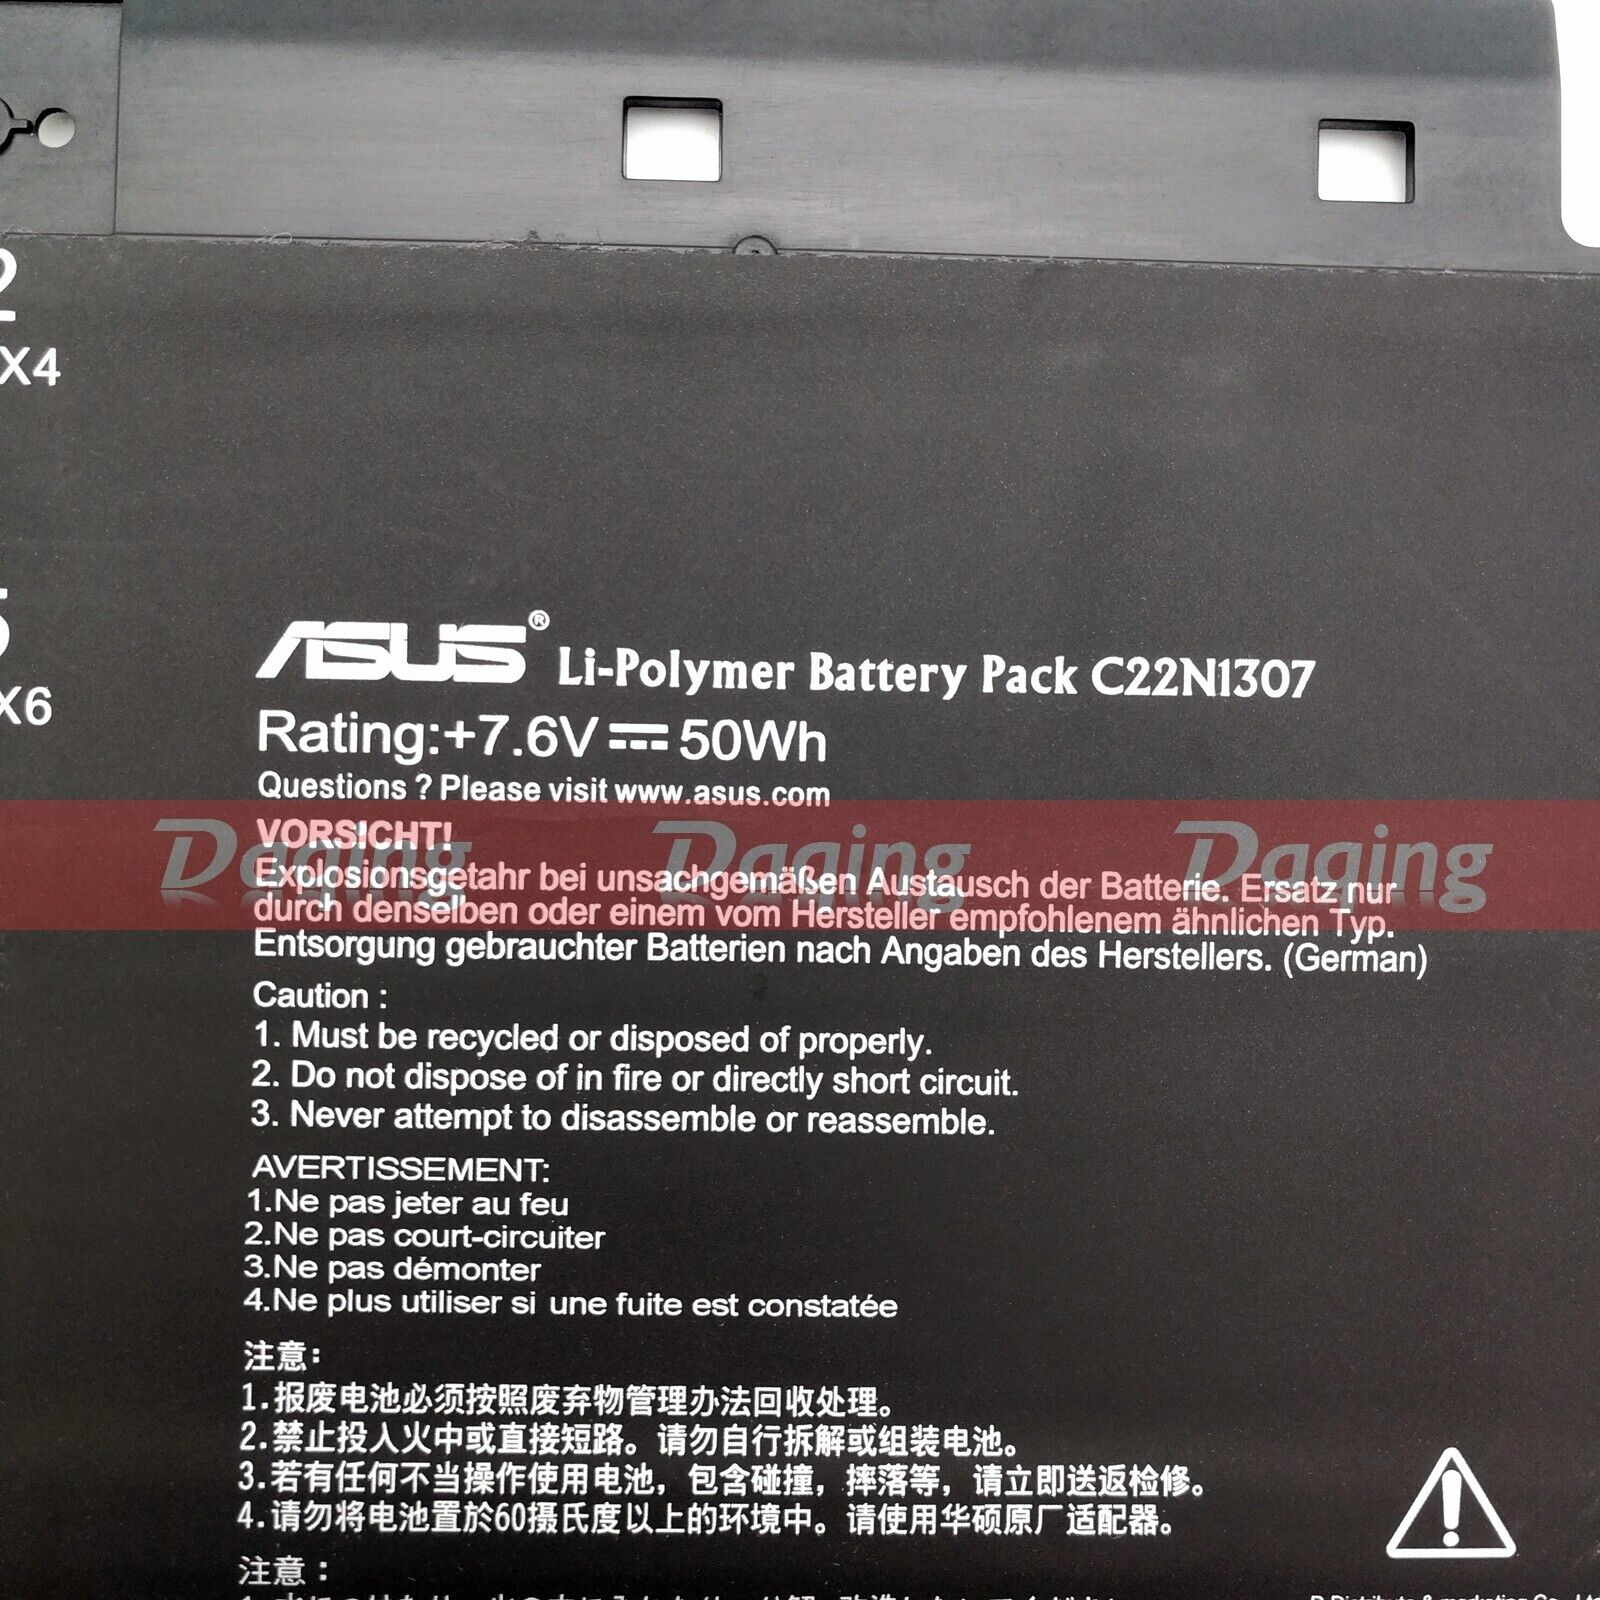 2
X4
5
X6
ASUS® Li-Polymer Battery Pack C22N1307
Rating:+7.6V⎓50Wh
Questions ? Please visit www.asus.com
VORSICHT!
Daqing Daqing Daqing
Explosionsgetahr bei unsachgemäßen Austausch der Batterie. Ersatz nur
durch denselben oder einem vom Hersteller empfohlenem ähnlichen Typ.
Entsorgung gebrauchter Batterien nach Angaben des Herstellers. (German)
Caution :
1. Must be recycled or disposed of properly.
2. Do not dispose of in fire or directly short circuit.
3. Never attempt to disassemble or reassemble.
AVERTISSEMENT:
1.Ne pas jeter au feu
2.Ne pas court-circuiter
3.Ne pas démonter
4.Ne plus utiliser si une fuite est constatée
注意:
1.报废电池必须按照废弃物管理办法回收处理。
2.禁止投入火中或直接短路。请勿自行拆解或组装电池。
3.若有任何不当操作使用电池，包含碰撞，摔落等，请立即送返检修。
4.请勿将电池置於60摄氏度以上的环境中。请使用华硕原厂适配器。
注意：